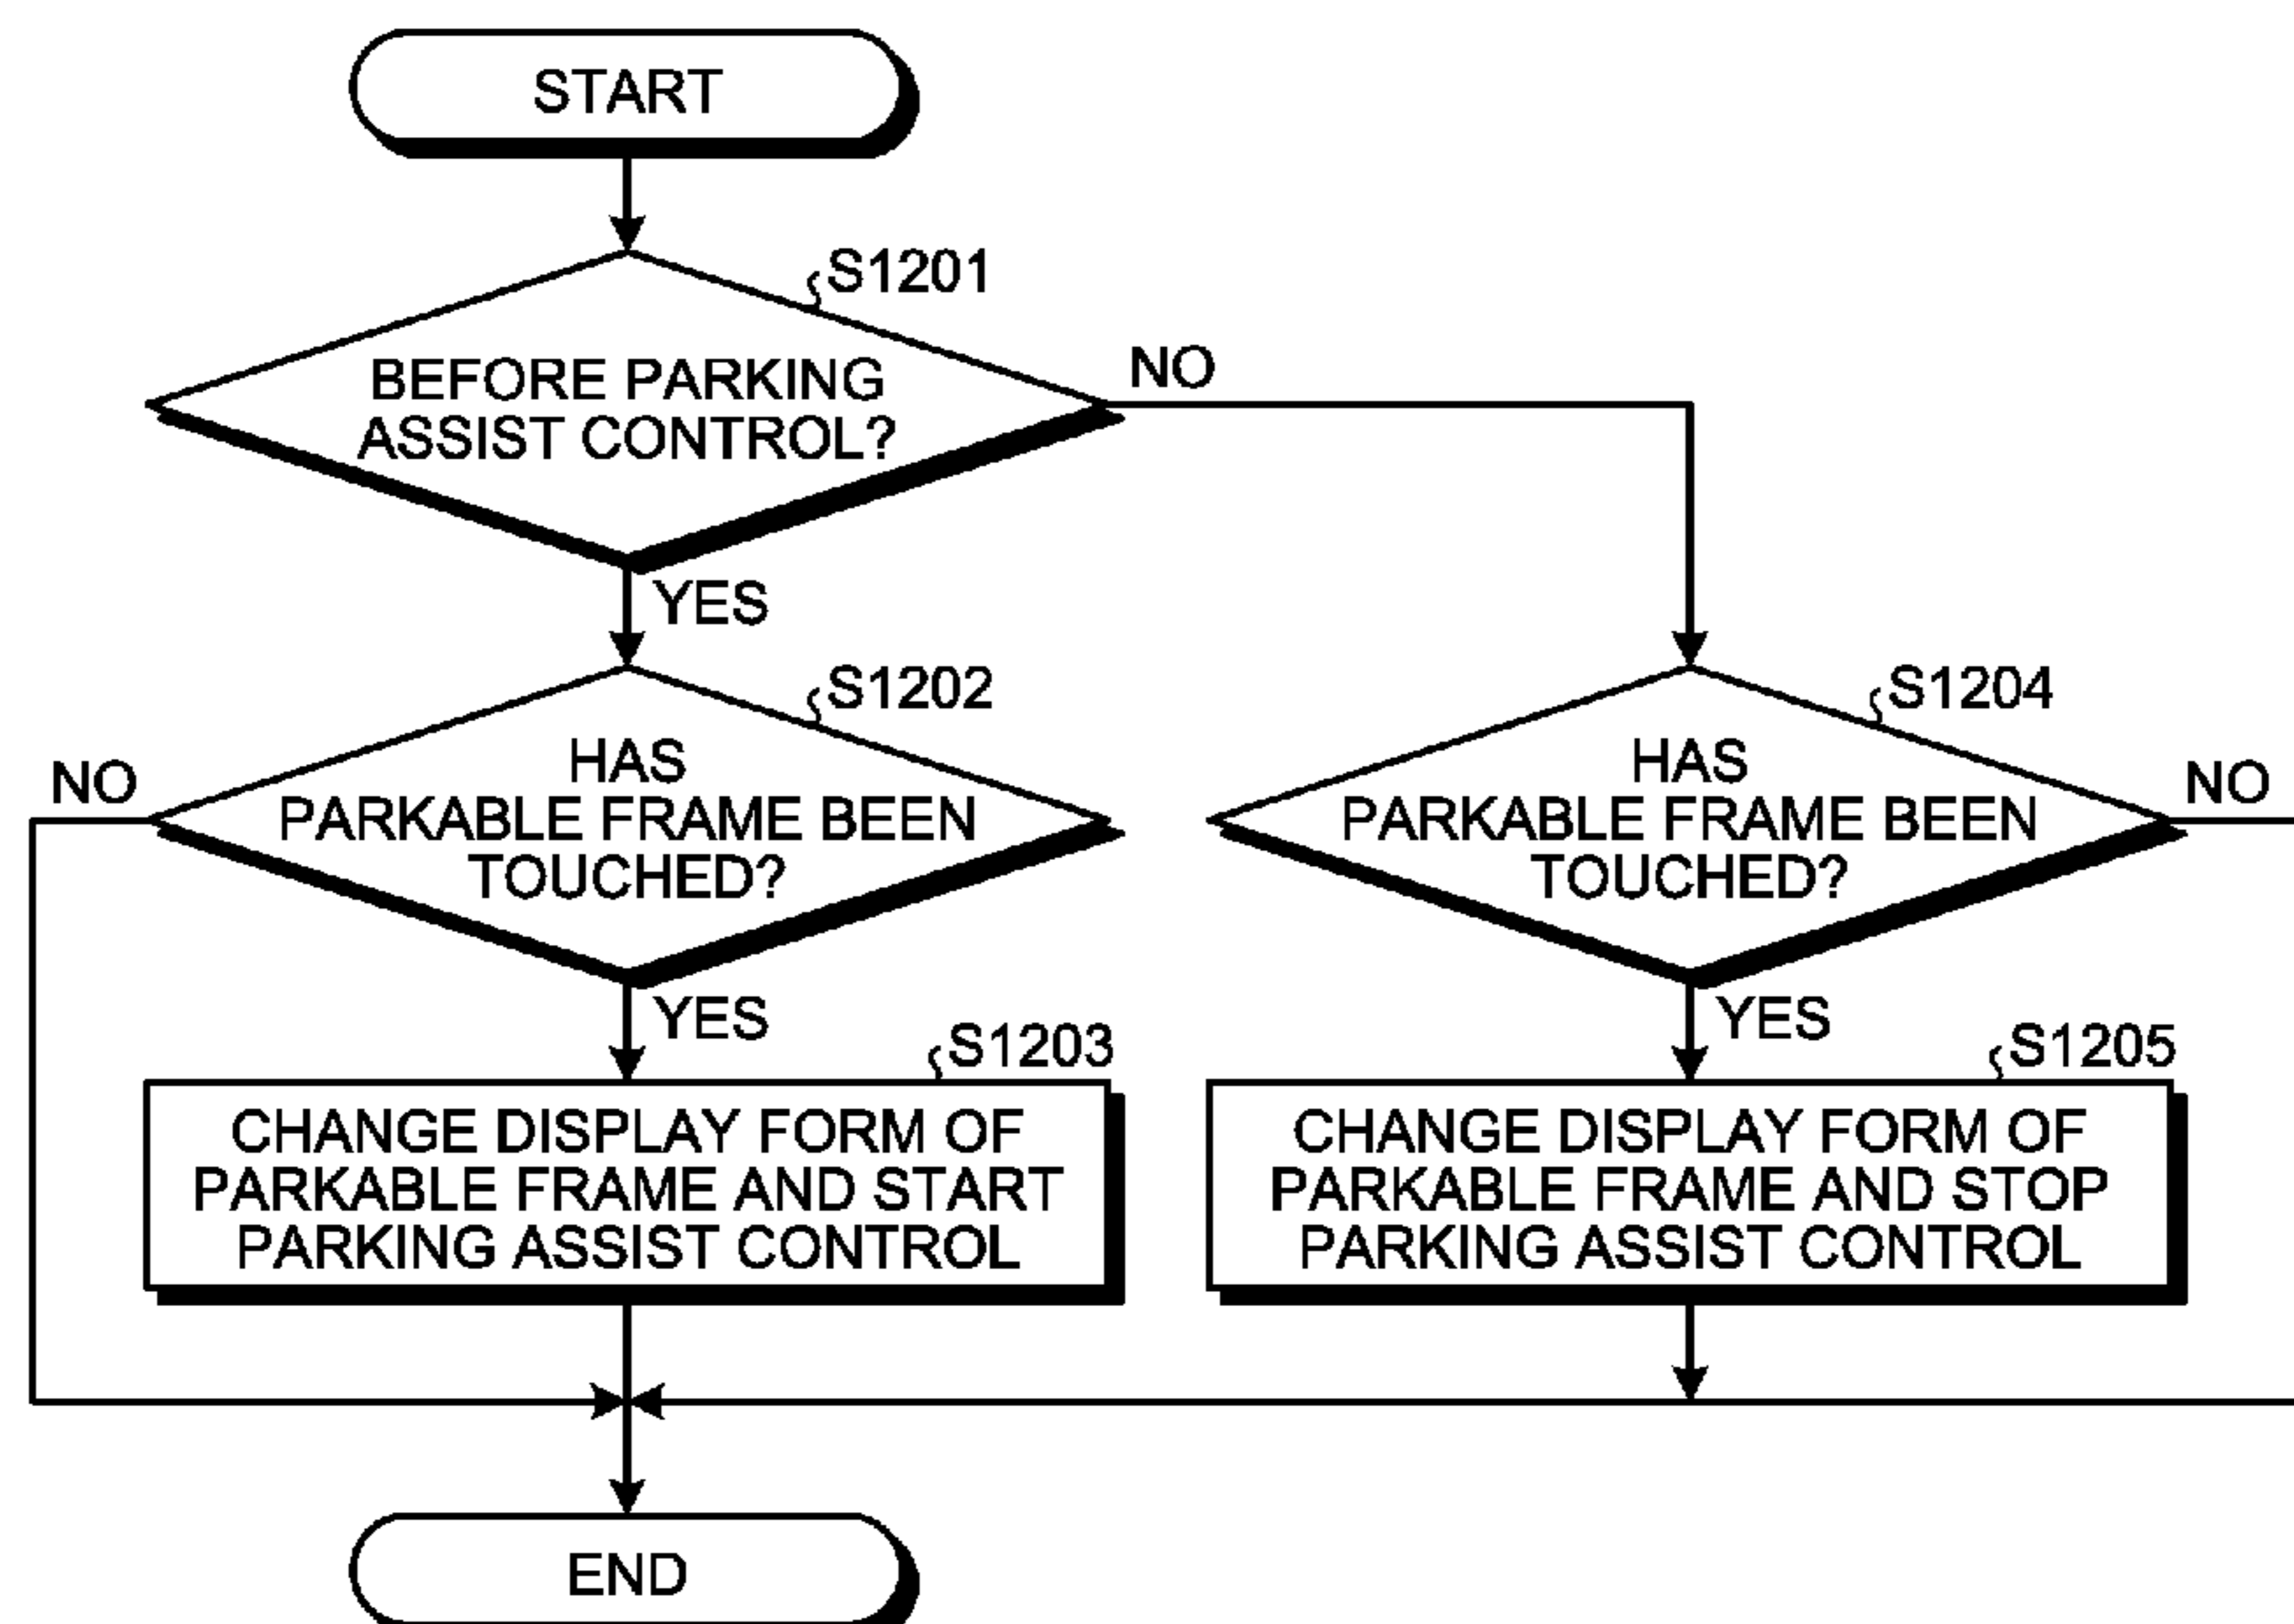 START
S1201
BEFORE PARKING
ASSIST CONTROL?
NO
YES
S1202
HAS
PARKABLE FRAME BEEN
TOUCHED?
NO
YES
S1203
CHANGE DISPLAY FORM OF
PARKABLE FRAME AND START
PARKING ASSIST CONTROL
S1204
HAS
PARKABLE FRAME BEEN
TOUCHED?
NO
YES
S1205
CHANGE DISPLAY FORM OF
PARKABLE FRAME AND STOP
PARKING ASSIST CONTROL
END